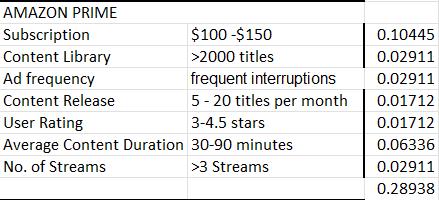 AMAZON PRIME
Subscription $100 -$150 0.10445
Content Library >2000 titles 0.02911
Ad frequency frequent interruptions 0.02911
Content Release 5 - 20 titles per month 0.01712
User Rating 3-4.5 stars 0.01712
Average Content Duration 30-90 minutes 0.06336
No. of Streams >3 Streams 0.02911
0.28938